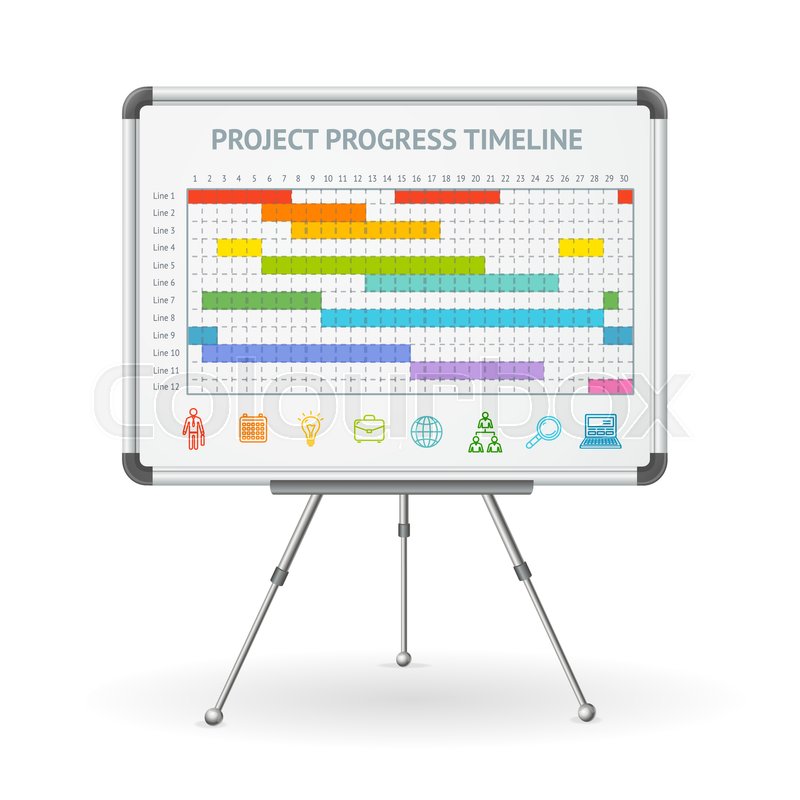 PROJECT PROGRESS TIMELINE
1 2 3 4 5 6 7 8 9 10 11 12 13 14 15 16 17 18 19 20 21 22 23 24 25 26 27 28 29 30
Line 1
Line 2
Line 3
Line 4
Line 5
Line 6
Line 7
Line 8
Line 9
Line 10
Line 11
Line 12
colourbox